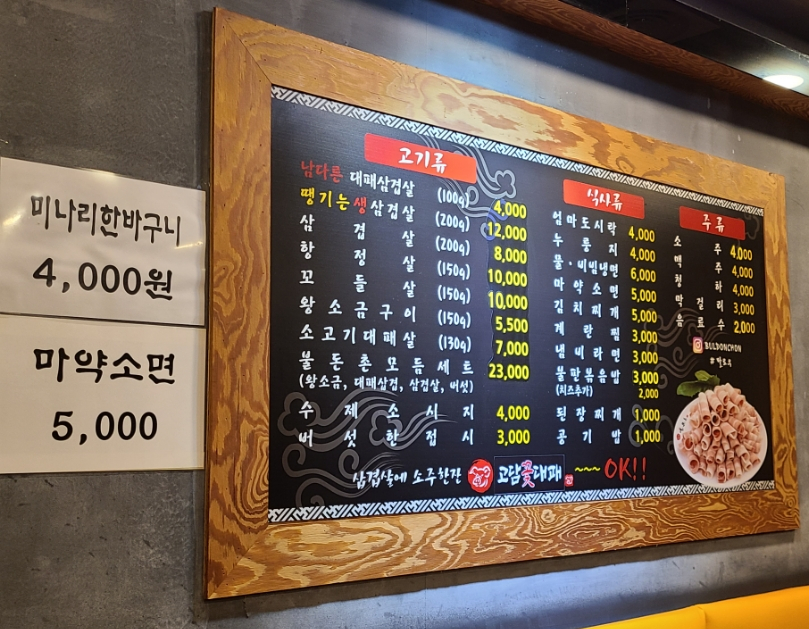 미나리한바구니
4,000원
마약소면
5,000
고기류
남다른 대패삼겹살 (100g) 4,000
땡기는생삼겹살 (200g) 12,000
삼겹살 (200g) 8,000
항정살 (150g) 10,000
꼬들살 (150g) 10,000
왕소금구이 (150g) 5,500
소고기대패살 (130g) 7,000
불돈촌모듬세트 23,000
(왕소금, 대패삼겹, 삼겹살, 버섯)
수제소시지 4,000
버섯한접시 3,000
식사류
엄마도시락 4,000
누룽지 4,000
물·비빔냉면 6,000
마약소면 5,000
김치찌개 5,000
계란찜 3,000
냄비라면 3,000
불판볶음밥 3,000
(치즈추가) 2,000
된장찌개 1,000
공기밥 1,000
주류
소주 4,000
맥주 4,000
청하 4,000
막걸리 3,000
음료수 2,000
BULDONCHON
삼겹살에 소주한잔 고담꽃대패 ~~~ OK!!